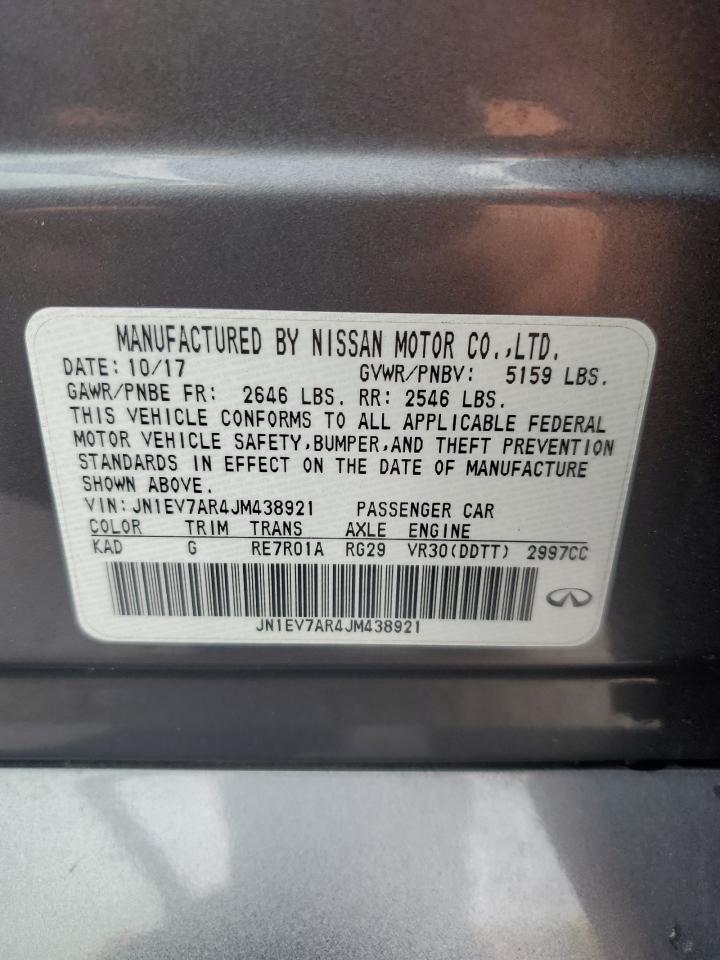 MANUFACTURED BY NISSAN MOTOR CO.,LTD.
DATE: 10/17 GVWR/PNBV: 5159 LBS.
GAWR/PNBE FR: 2646 LBS. RR: 2546 LBS.
THIS VEHICLE CONFORMS TO ALL APPLICABLE FEDERAL
MOTOR VEHICLE SAFETY,BUMPER,AND THEFT PREVENTION
STANDARDS IN EFFECT ON THE DATE OF MANUFACTURE
SHOWN ABOVE.
VIN: JN1EV7AR4JM438921 PASSENGER CAR
COLOR TRIM TRANS AXLE ENGINE
KAD G RE7R01A RG29 VR30(DDTT) 2997CC
JN1EV7AR4JM438921